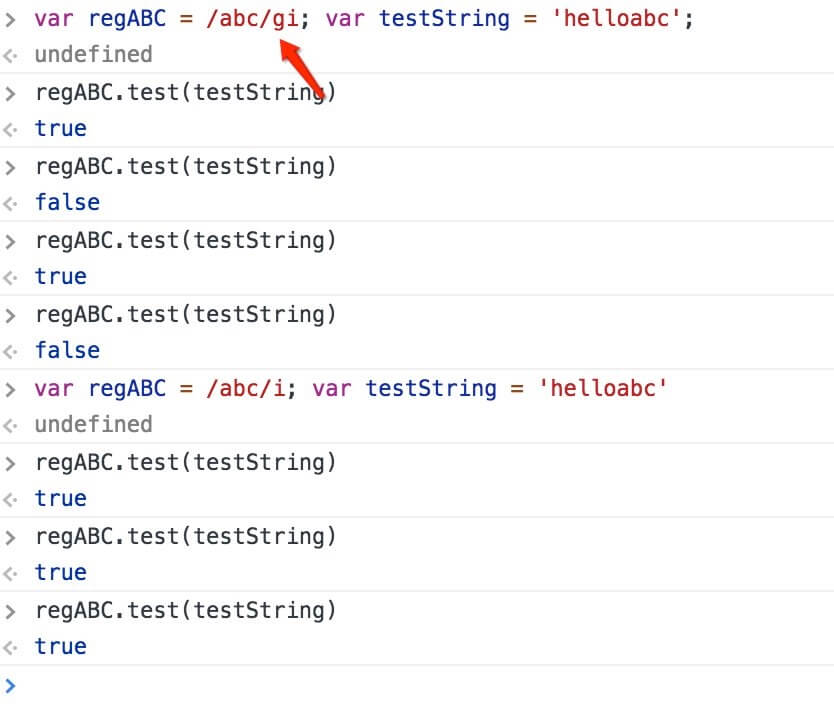 > var regABC = /abc/gi; var testString = 'helloabc';
undefined
> regABC.test(testString)
true
> regABC.test(testString)
false
> regABC.test(testString)
true
> regABC.test(testString)
false
> var regABC = /abc/i; var testString = 'helloabc'
undefined
> regABC.test(testString)
true
> regABC.test(testString)
true
> regABC.test(testString)
true
>